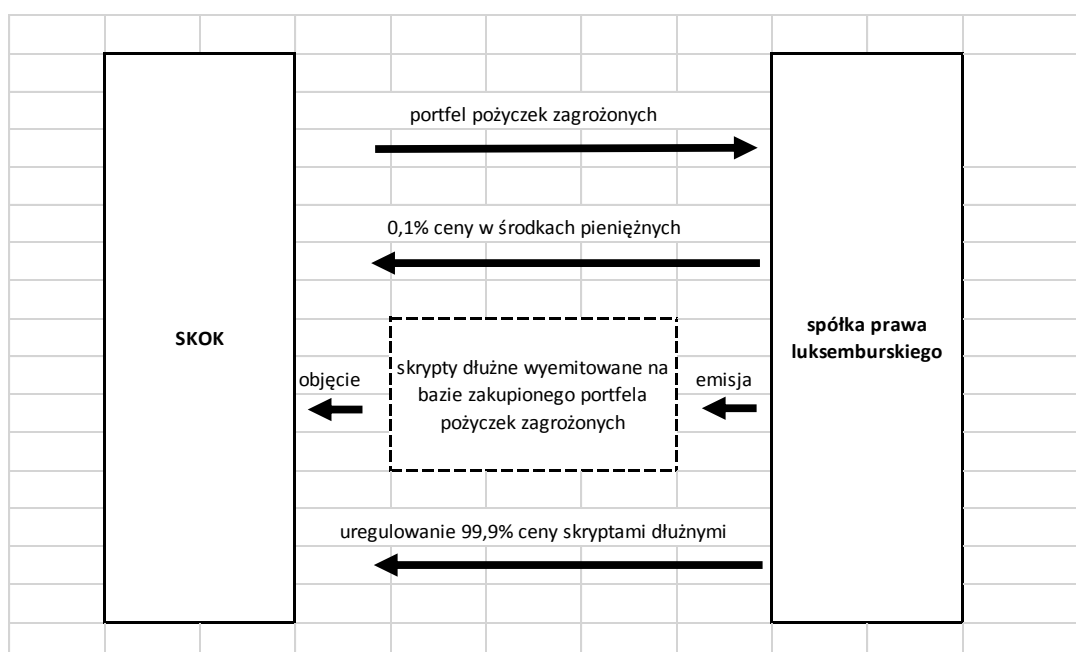 portfel pożyczek zagrożonych
0,1% ceny w środkach pieniężnych
SKOK
spółka prawa
luksemburskiego
objęcie
skrypty dłużne wyemitowane na
bazie zakupionego portfela
pożyczek zagrożonych
emisja
uregulowanie 99,9% ceny skryptami dłużnymi